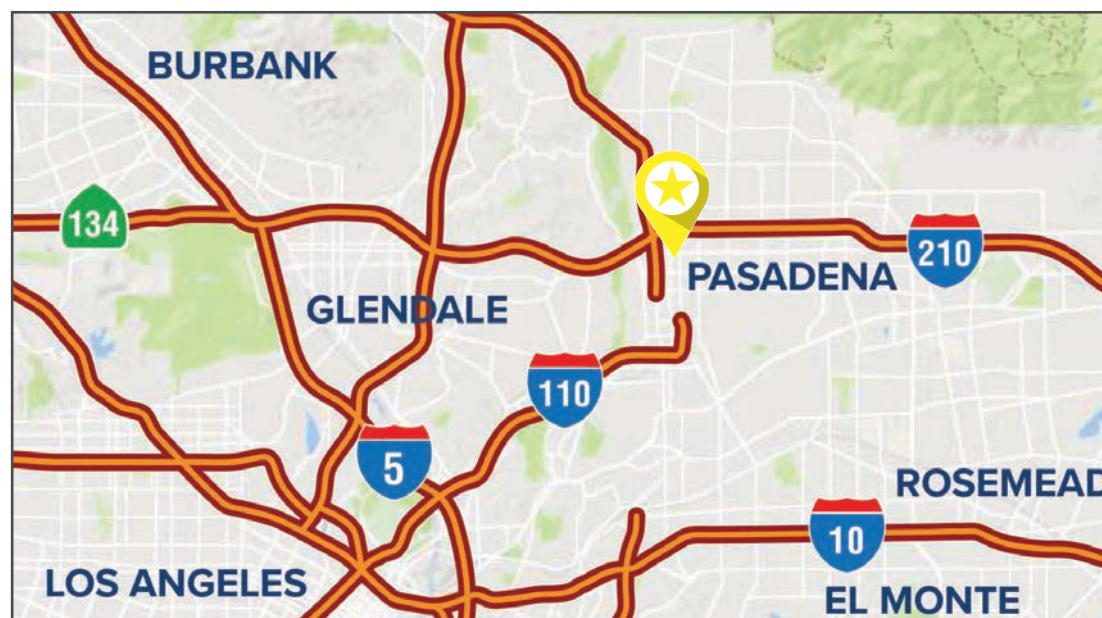 BURBANK
134
210
PASADENA
GLENDALE
110
5
ROSEMEAD
10
LOS ANGELES
EL MONTE